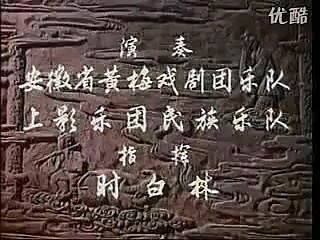 优酷
演奏
安徽省黄梅戏剧团乐队
上影乐团民族乐队
指挥
时白林